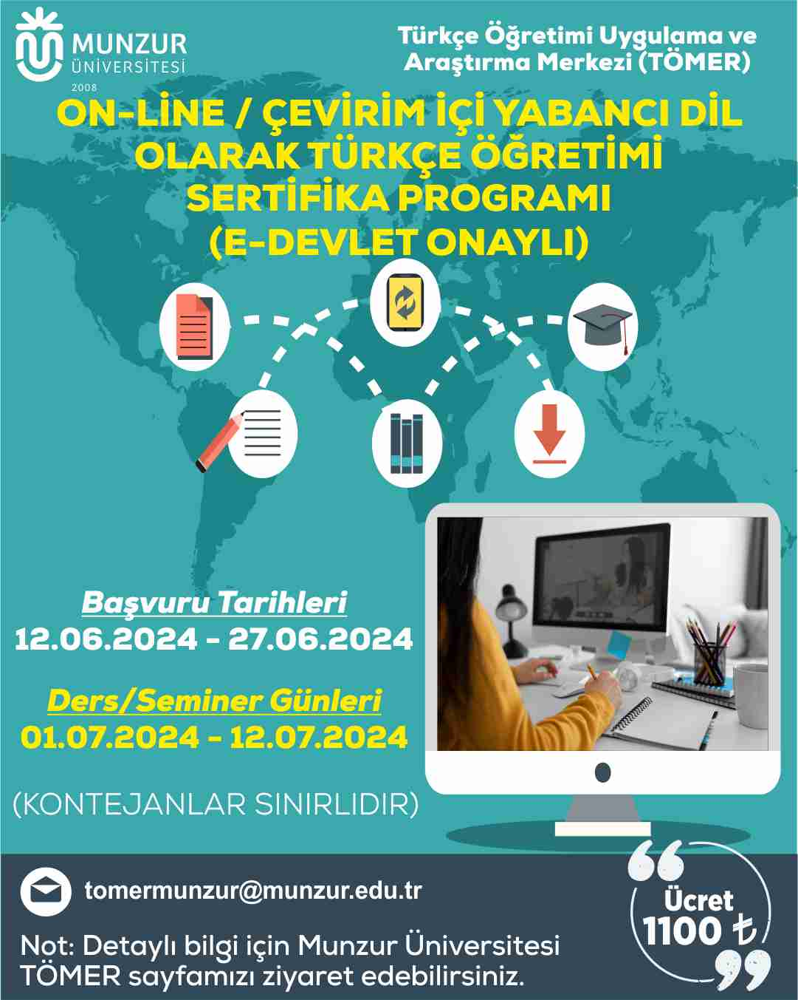 MUNZUR
ÜNİVERSİTESİ
2008
Türkçe Öğretimi Uygulama ve
Araştırma Merkezi (TÖMER)
ON-LİNE / ÇEVİRİM İÇİ YABANCI DİL
OLARAK TÜRKÇE ÖĞRETİMİ
SERTİFİKA PROGRAMI
(E-DEVLET ONAYLI)
Başvuru Tarihleri
12.06.2024 - 27.06.2024
Ders/Seminer Günleri
01.07.2024 - 12.07.2024
(KONTEJANLAR SINIRLIDIR)
tomermunzur@munzur.edu.tr
Not: Detaylı bilgi için Munzur Üniversitesi
TÖMER sayfamızı ziyaret edebilirsiniz.
Ücret
1100 ₺